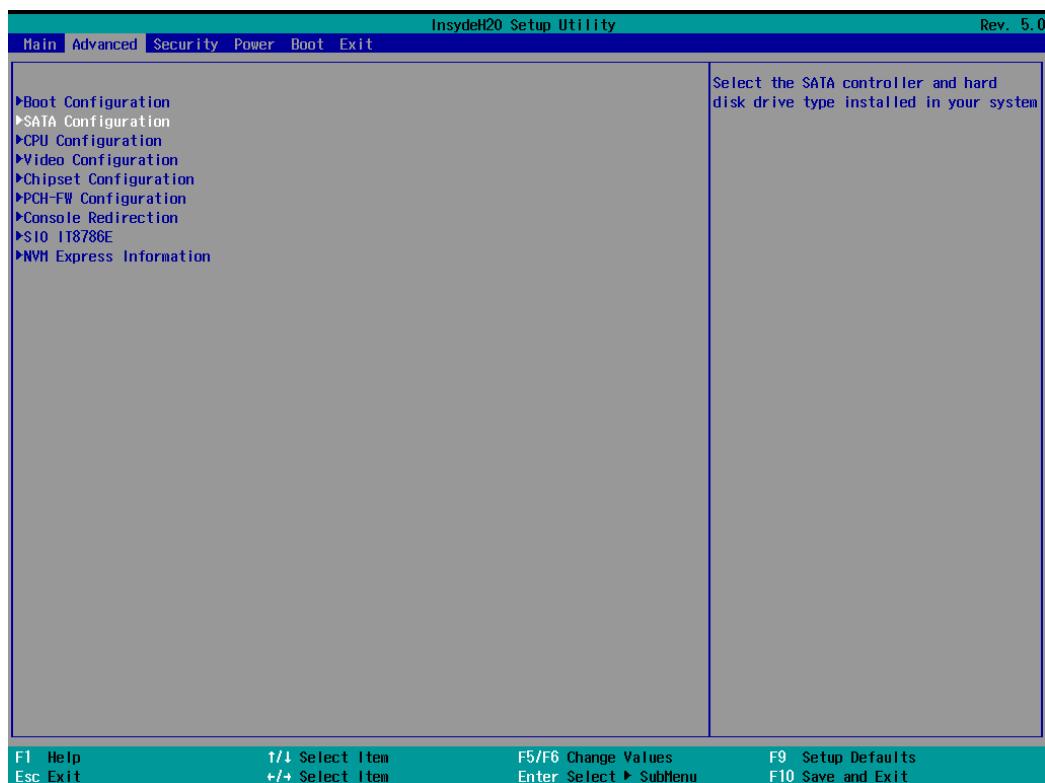 InsydeH20 Setup Utility Rev. 5.0
Main Advanced Security Power Boot Exit
Select the SATA controller and hard
disk drive type installed in your system
▶Boot Configuration
▶SATA Configuration
▶CPU Configuration
▶Video Configuration
▶Chipset Configuration
▶PCH-FW Configuration
▶Console Redirection
▶SIO IT8786E
▶NVM Express Information
F1 Help ↑/↓ Select Item F5/F6 Change Values F9 Setup Defaults
Esc Exit ←/→ Select Item Enter Select ▶ SubMenu F10 Save and Exit